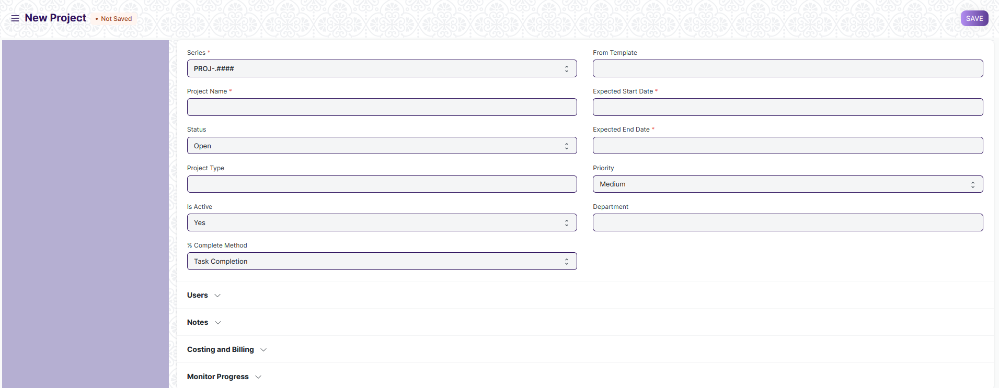 New Project
• Not Saved
SAVE
Series *
PROJ-.####
From Template
Project Name *
Expected Start Date *
Status
Open
Expected End Date *
Project Type
Priority
Medium
Is Active
Yes
Department
% Complete Method
Task Completion
Users
Notes
Costing and Billing
Monitor Progress